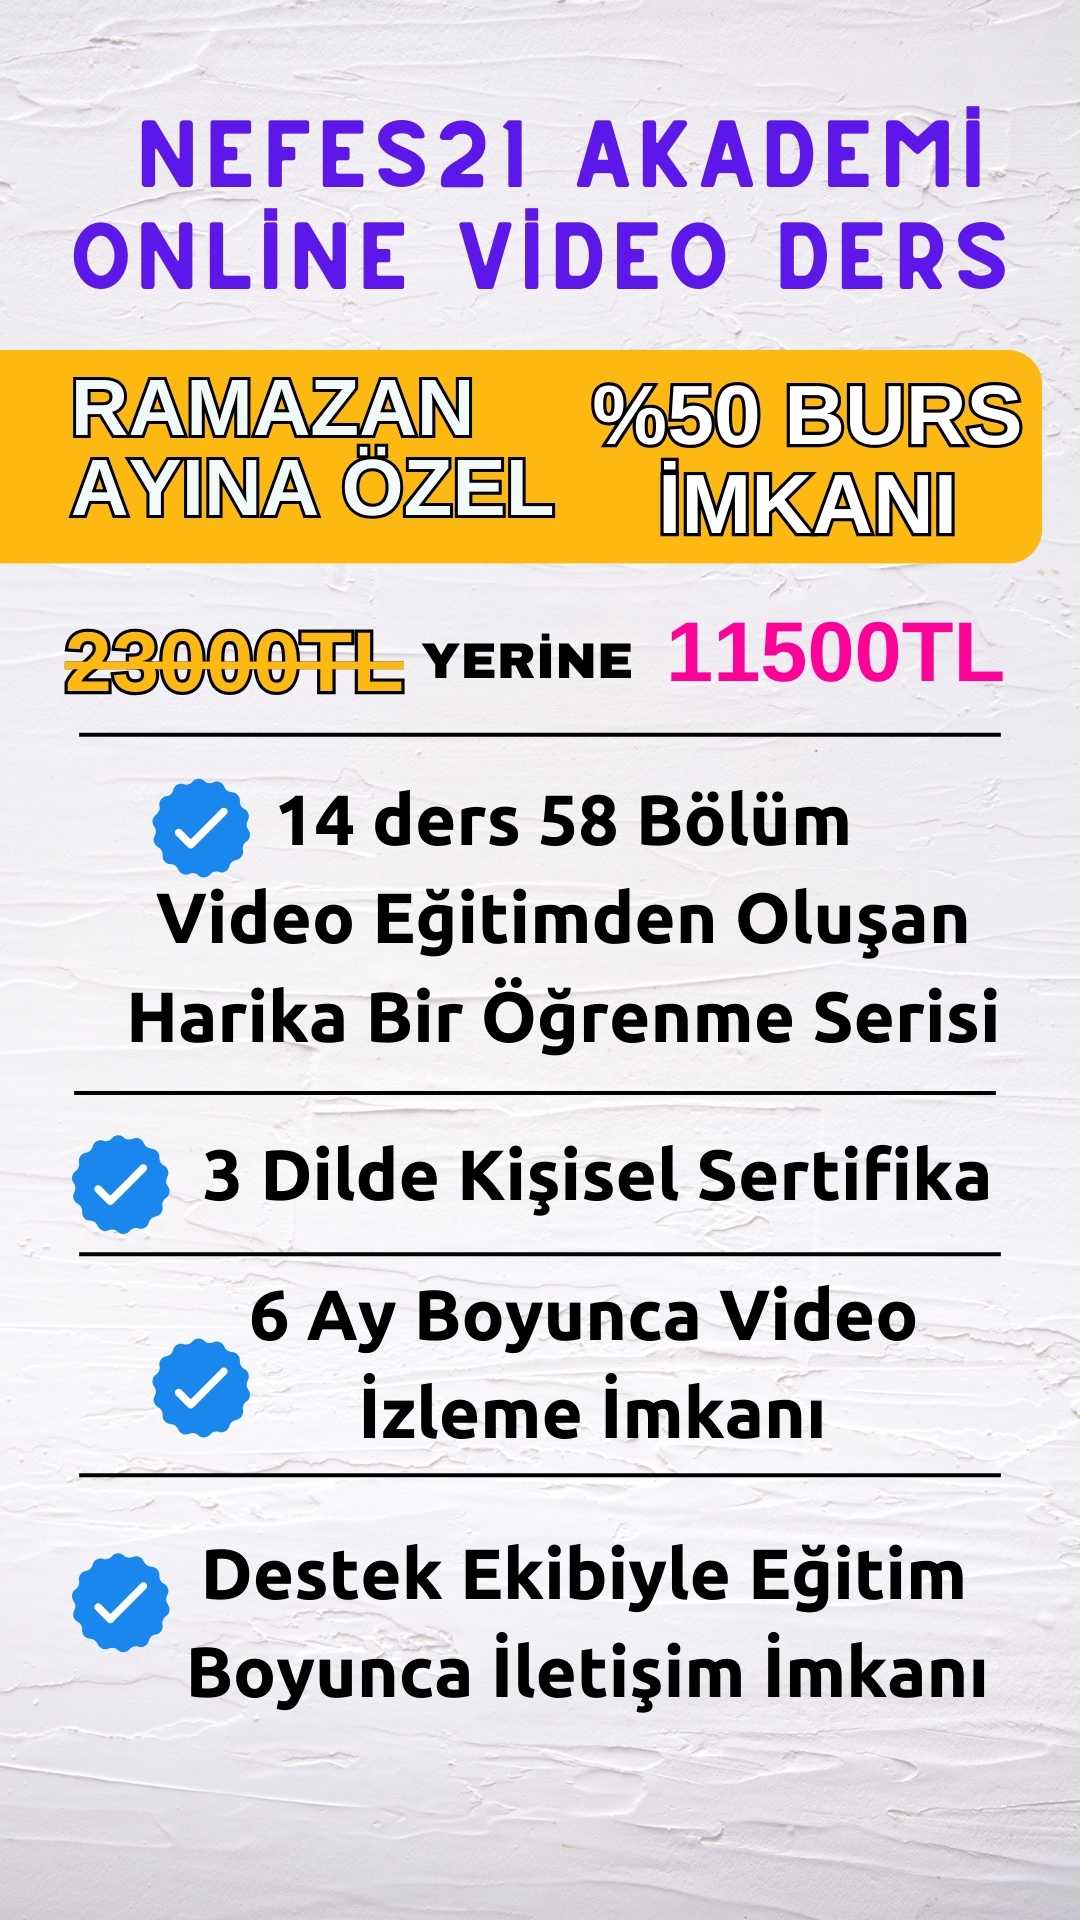 NEFES21 AKADEMİ
ONLİNE VİDEO DERS
RAMAZAN
AYINA ÖZEL
%50 BURS
İMKANI
23000TL YERİNE 11500TL
14 ders 58 Bölüm
Video Eğitimden Oluşan
Harika Bir Öğrenme Serisi
3 Dilde Kişisel Sertifika
6 Ay Boyunca Video
İzleme İmkanı
Destek Ekibiyle Eğitim
Boyunca İletişim İmkanı